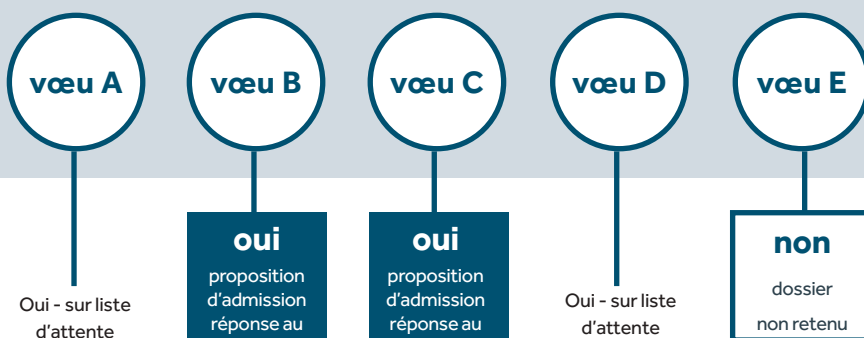 vœu A
vœu B
vœu C
vœu D
vœu E
Oui - sur liste
d'attente
oui
proposition
d'admission
réponse au
oui
proposition
d'admission
réponse au
Oui - sur liste
d'attente
non
dossier
non retenu